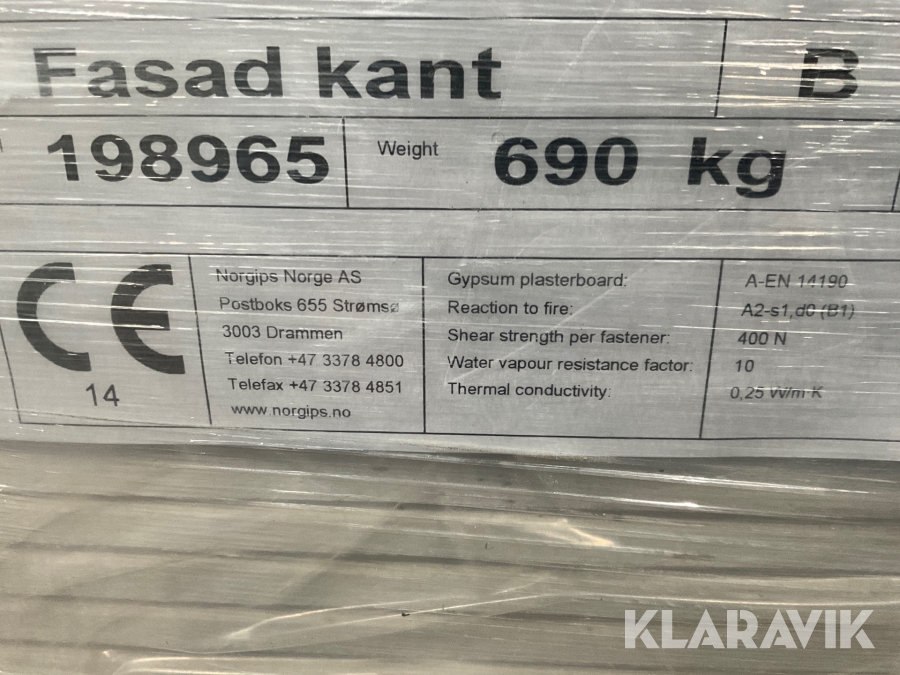 Fasad kant
B
198965
Weight
690 kg
CE
14
Norgips Norge AS
Postboks 655 Strømsø
3003 Drammen
Telefon +47 3378 4800
Telefax +47 3378 4851
www.norgips.no
Gypsum plasterboard:
A-EN 14190
Reaction to fire:
A2-s1,d0 (B1)
Shear strength per fastener:
400 N
Water vapour resistance factor:
10
Thermal conductivity:
0,25 W/m·K
KLARAVIK